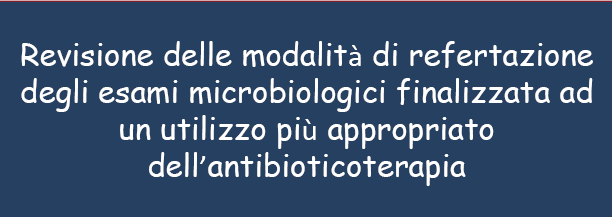 Revisione delle modalità di refertazione
degli esami microbiologici finalizzata ad
un utilizzo più appropriato
dell’antibioticoterapia